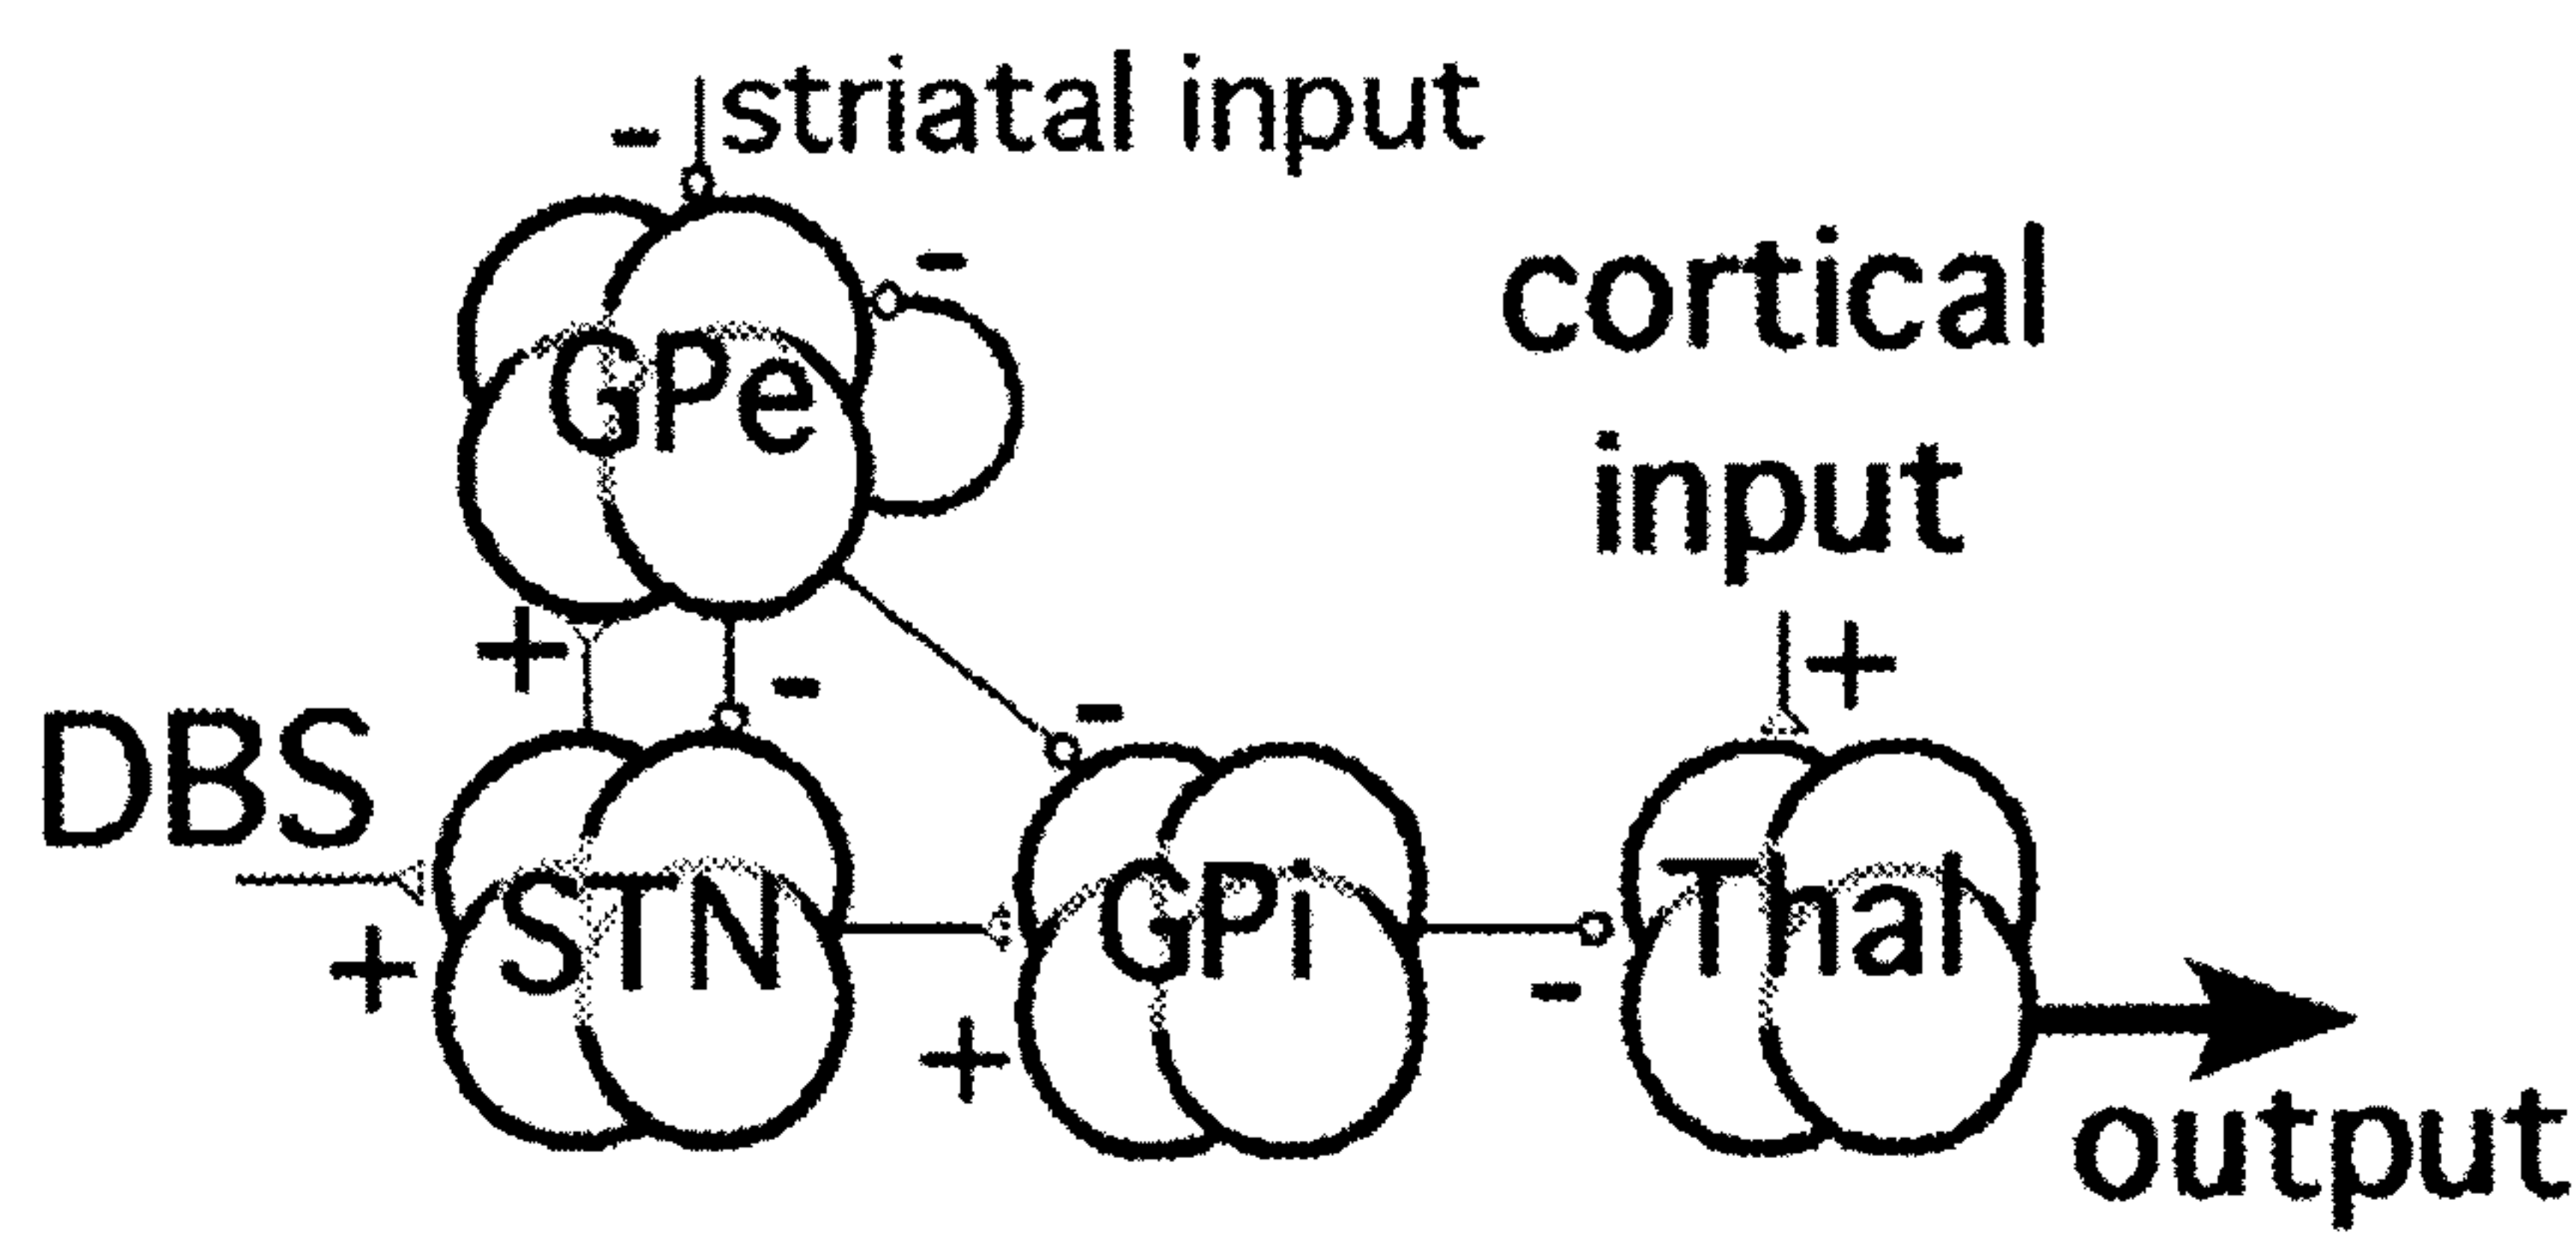 - striatal input
-
cortical
input
GPe
+
-
-
+
DBS
STN
GPi
Thal
+
+
-
output